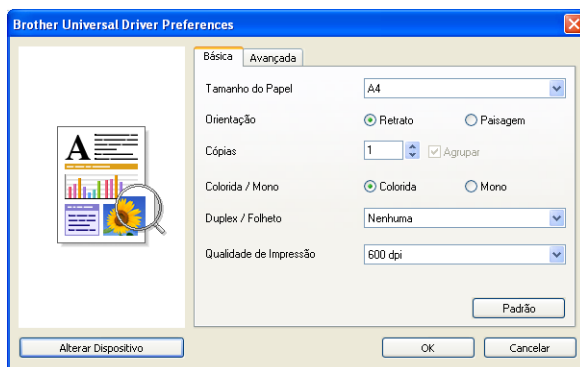 Brother Universal Driver Preferences
Básica Avançada
Tamanho do Papel A4
Orientação Retrato Paisagem
Cópias 1 Agrupar
Colorida / Mono Colorida Mono
Duplex / Folheto Nenhuma
Qualidade de Impressão 600 dpi
A
Padrão
Alterar Dispositivo OK Cancelar